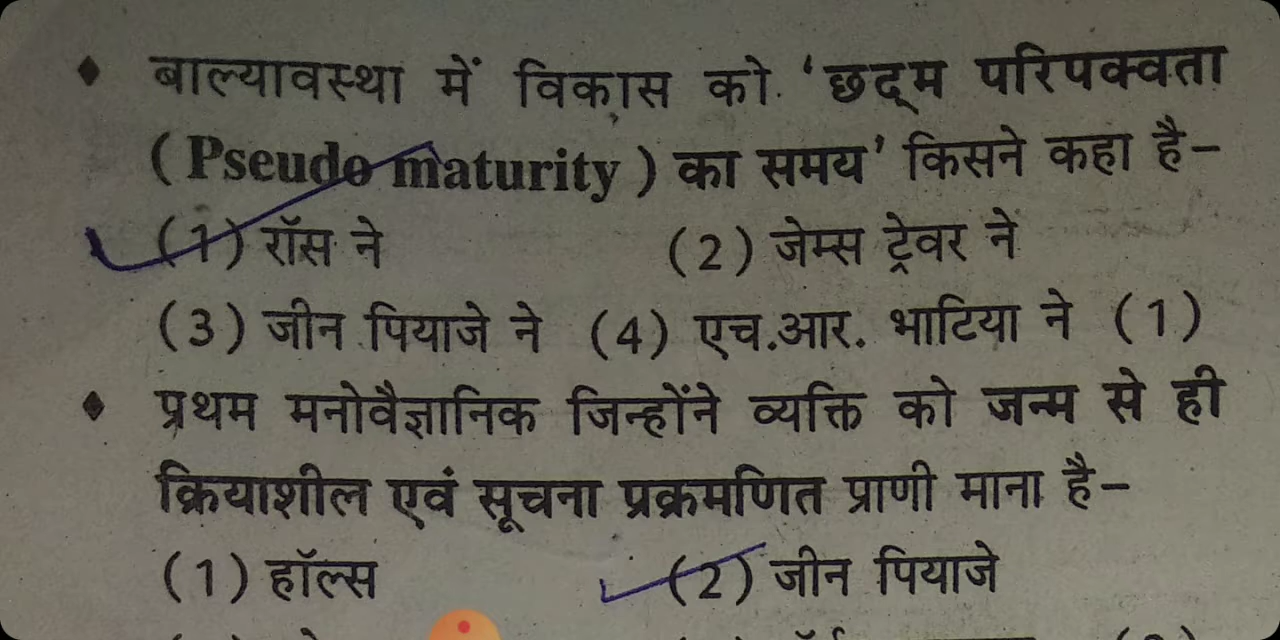 ♦ बाल्यावस्था में विकास को 'छद्म परिपक्वता
(Pseudo maturity) का समय' किसने कहा है–
(1) रॉस ने (2) जेम्स ट्रेवर ने
(3) जीन पियाजे ने (4) एच.आर. भाटिया ने (1)
♦ प्रथम मनोवैज्ञानिक जिन्होंने व्यक्ति को जन्म से ही
क्रियाशील एवं सूचना प्रक्रमणित प्राणी माना है–
(1) हॉल्स (2) जीन पियाजे